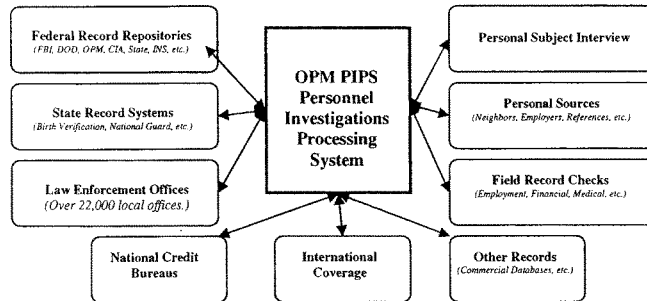 Federal Record Repositories
(FBI, DOD, OPM, CIA, State, INS, etc.)
State Record Systems
(Birth Verification, National Guard, etc.)
Law Enforcement Offices
(Over 22,000 local offices.)
OPM PIPS
Personnel
Investigations
Processing
System
Personal Subject Interview
Personal Sources
(Neighbors, Employers, References, etc.)
Field Record Checks
(Employment, Financial, Medical, etc.)
National Credit
Bureaus
International
Coverage
Other Records
(Commercial Databases, etc.)